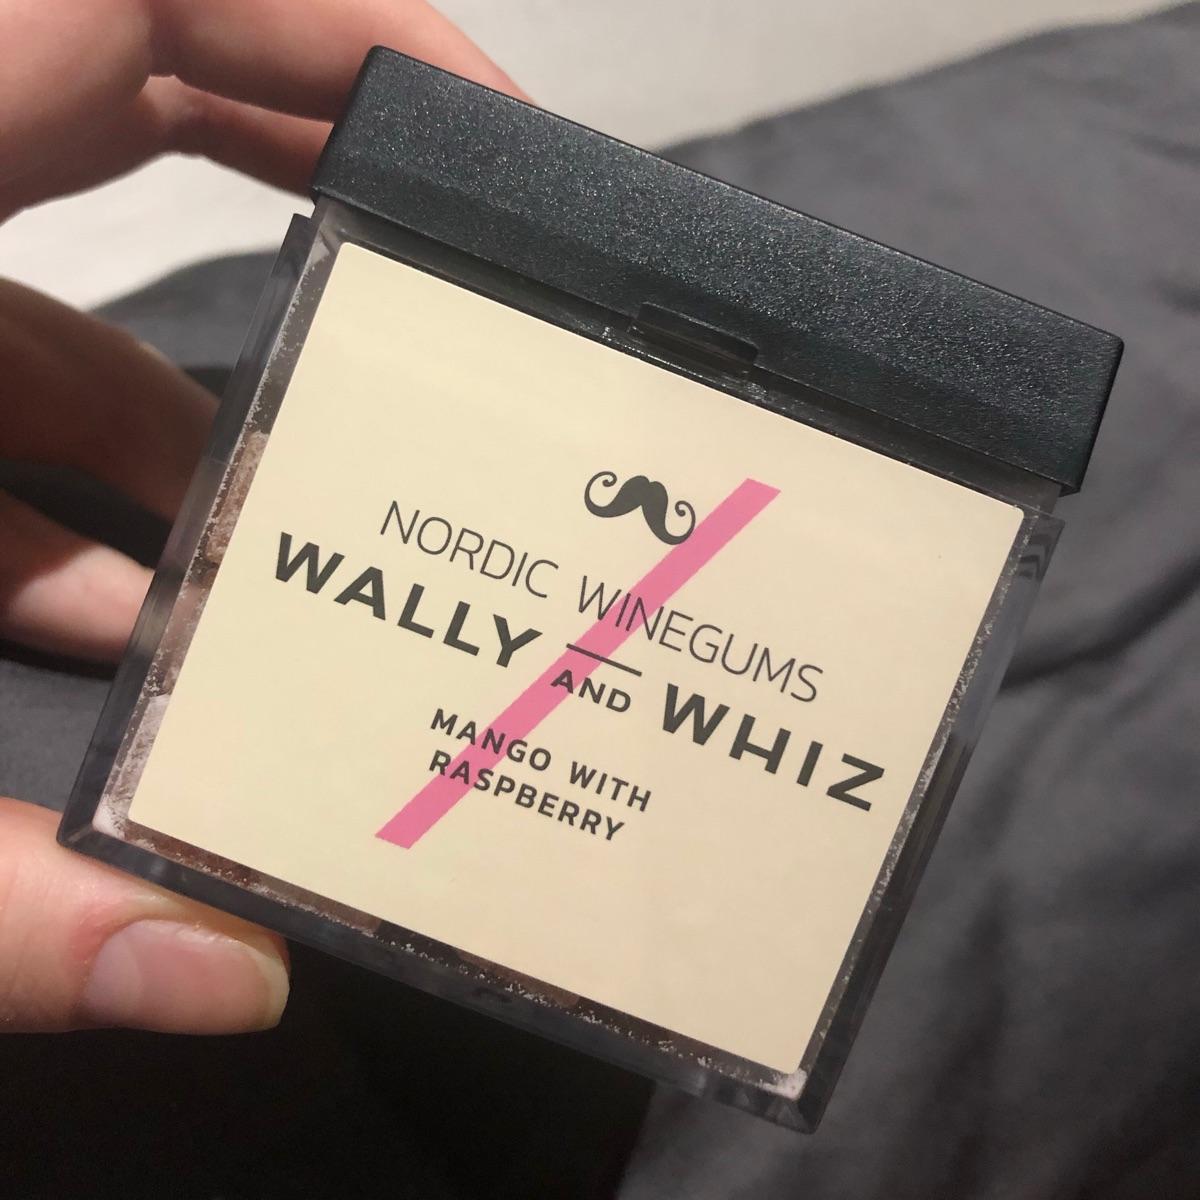 NORDIC WINEGUMS
WALLY AND WHIZ
MANGO WITH
RASPBERRY